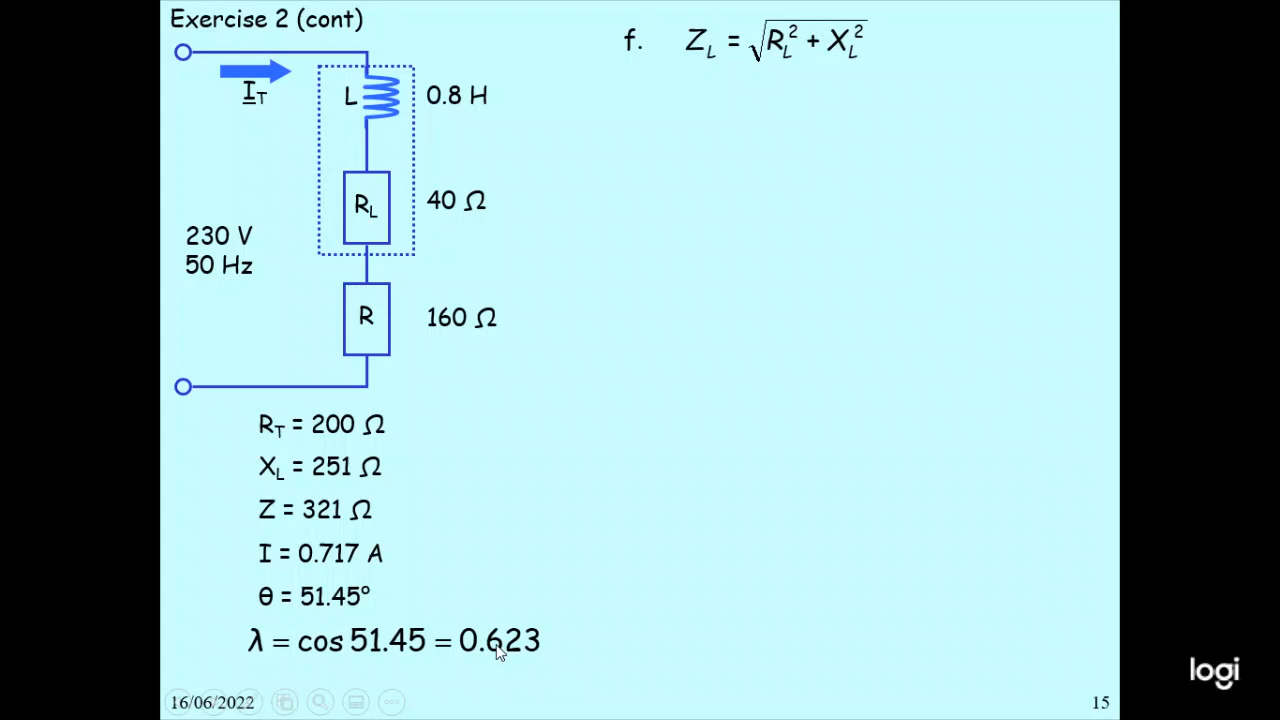 Exercise 2 (cont)
f. Z_L = √(R_L² + X_L²)
I_T
L
0.8 H
R_L
40 Ω
230 V
50 Hz
R
160 Ω
R_T = 200 Ω
X_L = 251 Ω
Z = 321 Ω
I = 0.717 A
θ = 51.45°
λ = cos 51.45 = 0.623
16/06/2022
15
logi